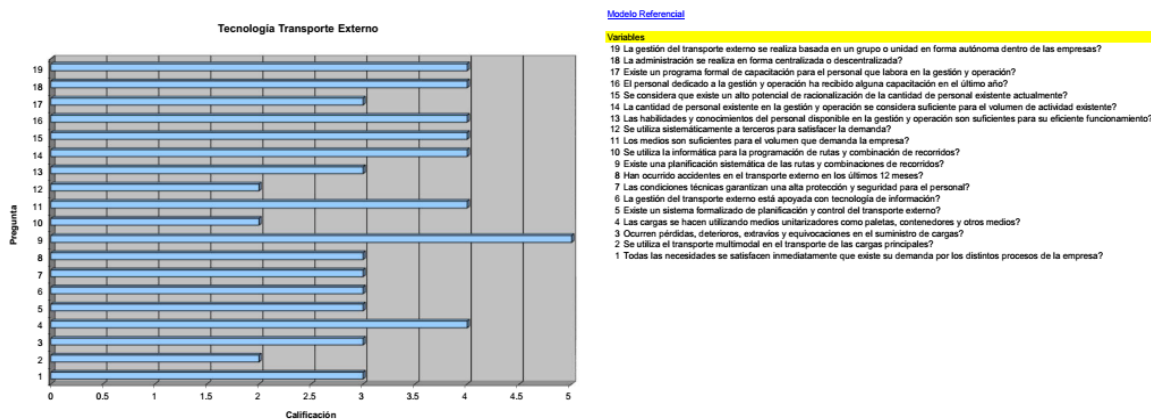 Tecnología Transporte Externo
Pregunta
19
18
17
16
15
14
13
12
11
10
9
8
7
6
5
4
3
2
1
0 0.5 1 1.5 2 2.5 3 3.5 4 4.5 5
Calificación
Modelo Referencial
Variables
19 La gestión del transporte externo se realiza basada en un grupo o unidad en forma autónoma dentro de las empresas?
18 La administración se realiza en forma centralizada o descentralizada?
17 Existe un programa formal de capacitación para el personal que labora en la gestión y operación?
16 El personal dedicado a la gestión y operación ha recibido alguna capacitación en el último año?
15 Se considera que existe un alto potencial de racionalización de la cantidad de personal existente actualmente?
14 La cantidad de personal existente en la gestión y operación se considera suficiente para el volumen de actividad existente?
13 Las habilidades y conocimientos del personal disponible en la gestión y operación son suficientes para su eficiente funcionamiento?
12 Se utiliza sistemáticamente a terceros para satisfacer la demanda?
11 Los medios son suficientes para el volumen que demanda la empresa?
10 Se utiliza la informática para la programación de rutas y combinación de recorridos?
9 Existe una planificación sistemática de las rutas y combinaciones de recorridos?
8 Han ocurrido accidentes en el transporte externo en los últimos 12 meses?
7 Las condiciones técnicas garantizan una alta protección y seguridad para el personal?
6 La gestión del transporte externo está apoyada con tecnología de información?
5 Existe un sistema formalizado de planificación y control del transporte externo?
4 Las cargas se hacen utilizando medios unitarizadores como paletas, contenedores y otros medios?
3 Ocurren pérdidas, deterioros, extravíos y equivocaciones en el suministro de cargas?
2 Se utiliza el transporte multimodal en el transporte de las cargas principales?
1 Todas las necesidades se satisfacen inmediatamente que existe su demanda por los distintos procesos de la empresa?